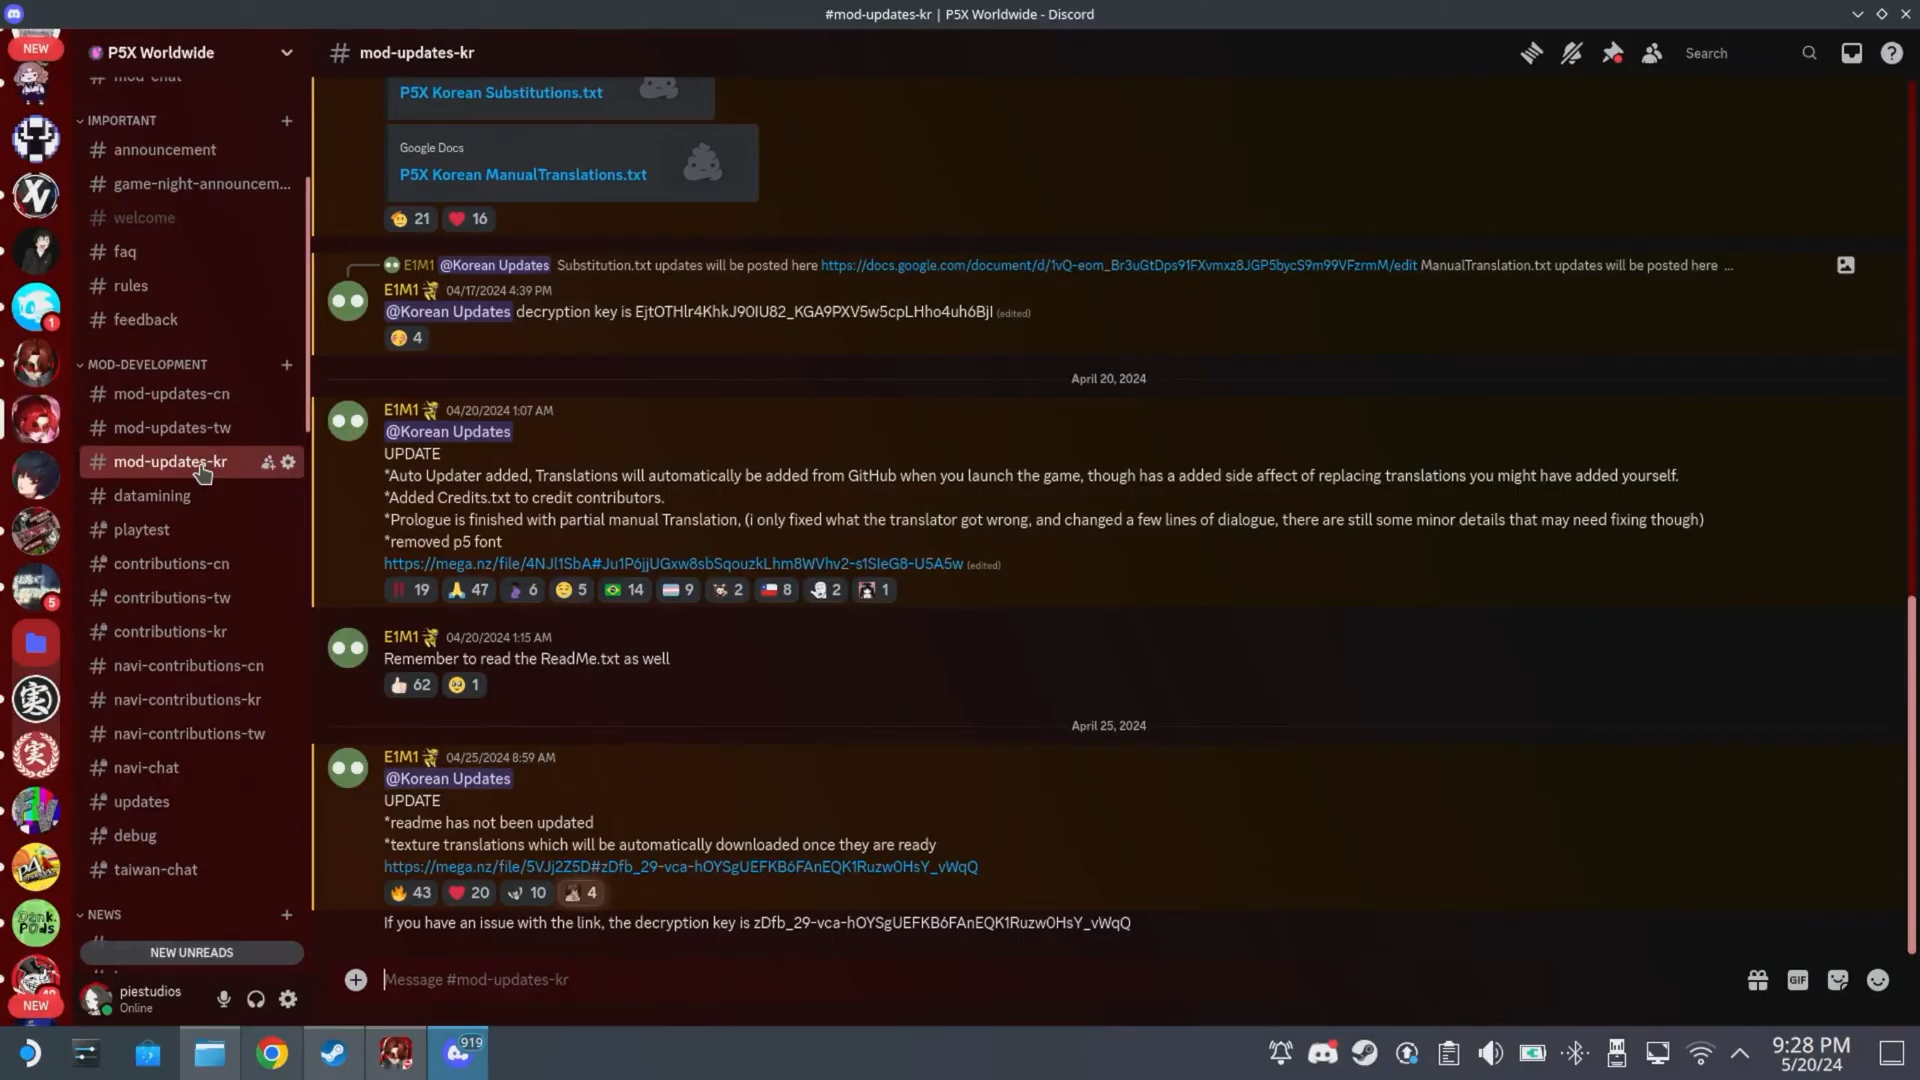 #mod-updates-kr | P5X Worldwide - Discord
NEW
P5X Worldwide
mod-updates-kr
Search
mod-chat
IMPORTANT
announcement
game-night-announcem...
welcome
faq
rules
feedback
MOD-DEVELOPMENT
mod-updates-cn
mod-updates-tw
mod-updates-kr
datamining
playtest
contributions-cn
contributions-tw
contributions-kr
navi-contributions-cn
navi-contributions-kr
navi-contributions-tw
navi-chat
updates
debug
taiwan-chat
NEWS
NEW UNREADS
piestudios
Online
1
5
実
実
Dank.
PODs
NEW
P5X Korean Substitutions.txt
Google Docs
P5X Korean ManualTranslations.txt
21 16
E1M1 @Korean Updates Substitution.txt updates will be posted here https://docs.google.com/document/d/1vQ-eom_Br3uGtDps91FXvmxz8JGP5bycS9m99VFzrmM/edit ManualTranslation.txt updates will be posted here ...
E1M1 04/17/2024 4:39 PM
@Korean Updates decryption key is EjtOTHlr4KhkJ90IU82_KGA9PXV5w5cpLHho4uh6BjI (edited)
4
April 20, 2024
E1M1 04/20/2024 1:07 AM
@Korean Updates
UPDATE
*Auto Updater added, Translations will automatically be added from GitHub when you launch the game, though has a added side affect of replacing translations you might have added yourself.
*Added Credits.txt to credit contributors.
*Prologue is finished with partial manual Translation, (i only fixed what the translator got wrong, and changed a few lines of dialogue, there are still some minor details that may need fixing though)
*removed p5 font
https://mega.nz/file/4NJl1SbA#Ju1P6jjUGxw8sbSqouzkLhm8WVhv2-s1SIeG8-U5A5w (edited)
19 47 6 5 14 9 2 8 2 1
E1M1 04/20/2024 1:15 AM
Remember to read the ReadMe.txt as well
62 1
April 25, 2024
E1M1 04/25/2024 8:59 AM
@Korean Updates
UPDATE
*readme has not been updated
*texture translations which will be automatically downloaded once they are ready
https://mega.nz/file/5VJj2Z5D#zDfb_29-vca-hOYSgUEFKB6FAnEQK1Ruzw0HsY_vWqQ
43 20 10 4
If you have an issue with the link, the decryption key is zDfb_29-vca-hOYSgUEFKB6FAnEQK1Ruzw0HsY_vWqQ
Message #mod-updates-kr
GIF
919
9:28 PM
5/20/24